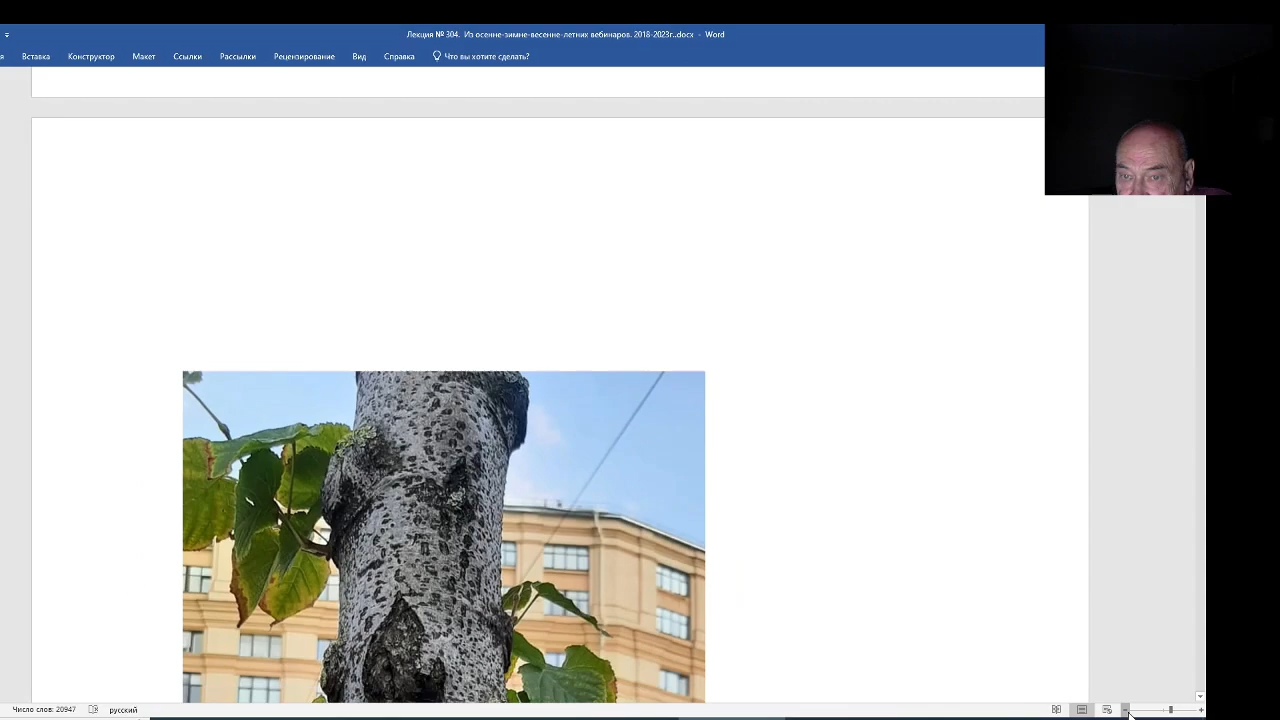 Лекция № 304. Из осенне-зимне-весенне-летних вебинаров. 2018-2023г..docx - Word
я Вставка Конструктор Макет Ссылки Рассылки Рецензирование Вид Справка Что вы хотите сделать?
Число слов: 20947 русский